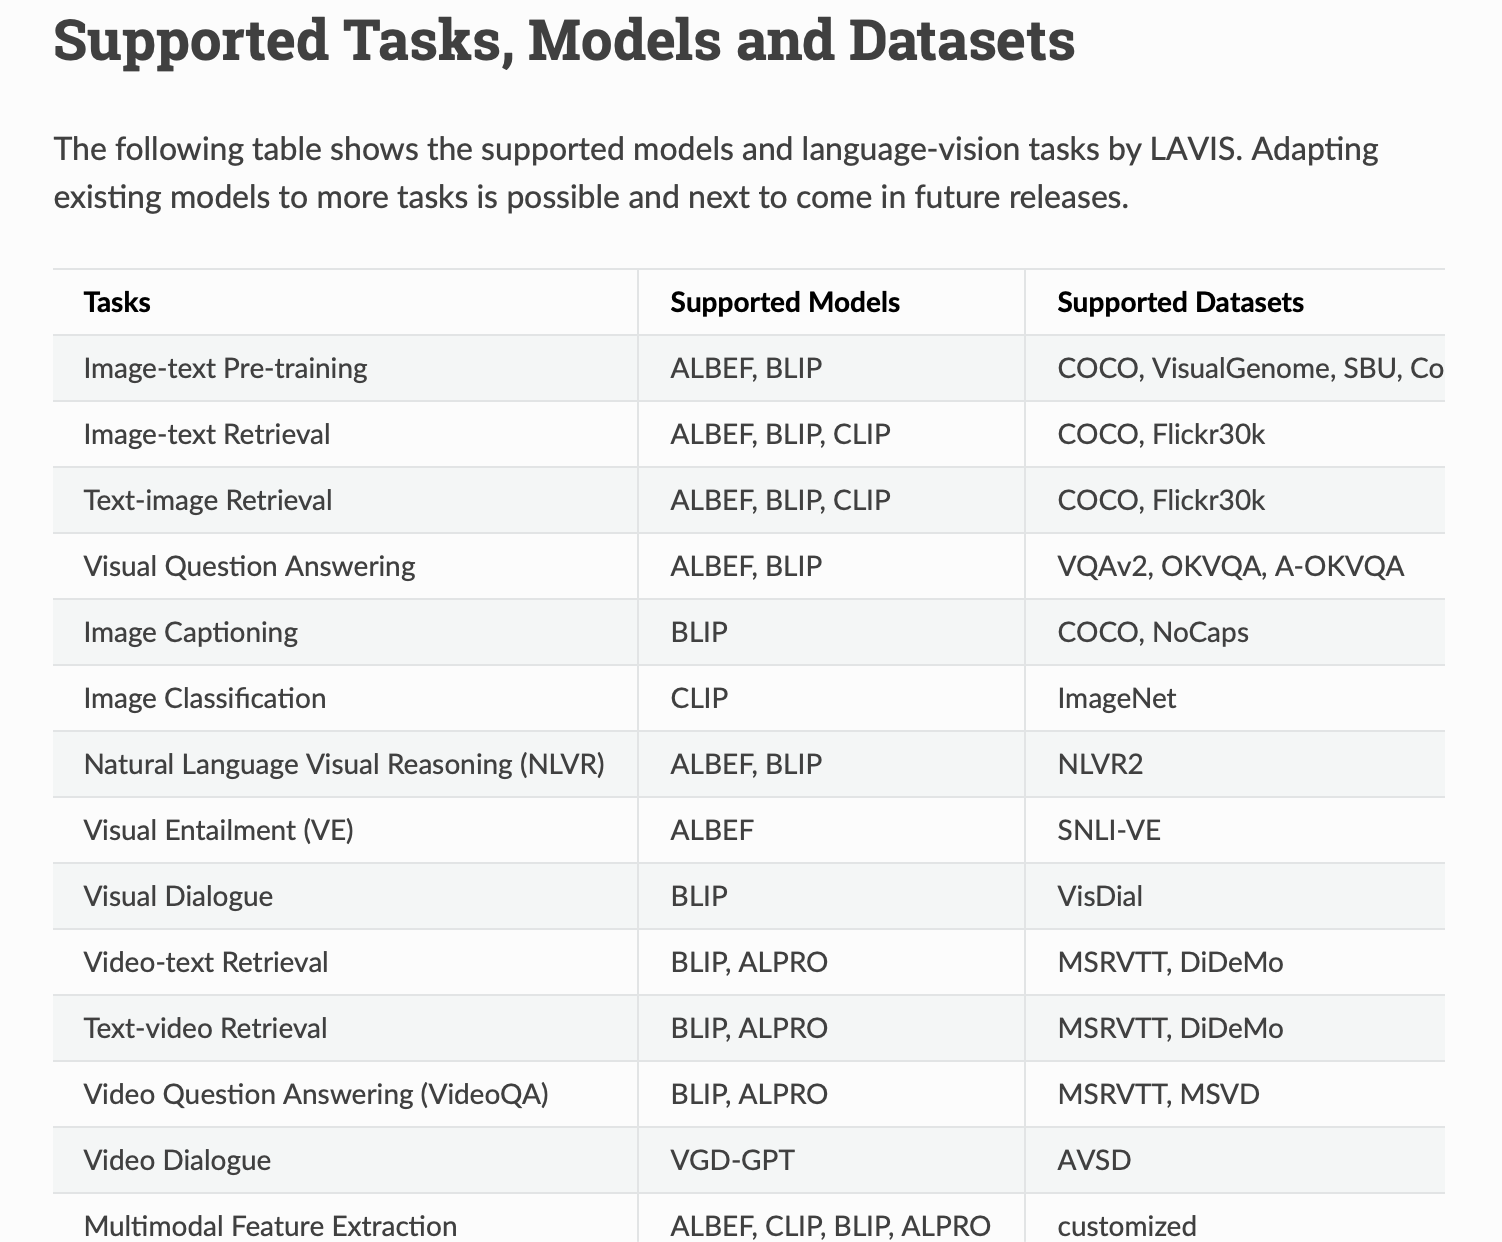 Supported Tasks, Models and Datasets
The following table shows the supported models and language-vision tasks by LAVIS. Adapting
existing models to more tasks is possible and next to come in future releases.
Tasks Supported Models Supported Datasets
Image-text Pre-training ALBEF, BLIP COCO, VisualGenome, SBU, Co
Image-text Retrieval ALBEF, BLIP, CLIP COCO, Flickr30k
Text-image Retrieval ALBEF, BLIP, CLIP COCO, Flickr30k
Visual Question Answering ALBEF, BLIP VQAv2, OKVQA, A-OKVQA
Image Captioning BLIP COCO, NoCaps
Image Classification CLIP ImageNet
Natural Language Visual Reasoning (NLVR) ALBEF, BLIP NLVR2
Visual Entailment (VE) ALBEF SNLI-VE
Visual Dialogue BLIP VisDial
Video-text Retrieval BLIP, ALPRO MSRVTT, DiDeMo
Text-video Retrieval BLIP, ALPRO MSRVTT, DiDeMo
Video Question Answering (VideoQA) BLIP, ALPRO MSRVTT, MSVD
Video Dialogue VGD-GPT AVSD
Multimodal Feature Extraction ALBEF, CLIP, BLIP, ALPRO customized